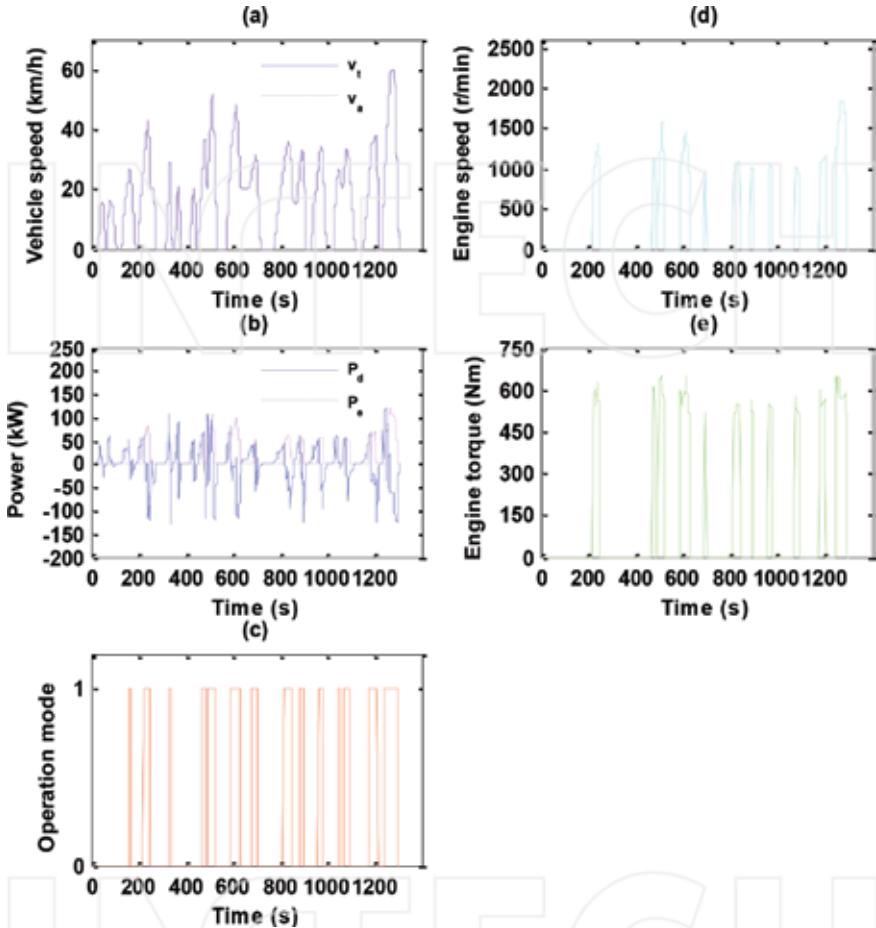 (a)
Vehicle speed (km/h)
60
40
20
0
v_t
v_a
0 200 400 600 800 1000 1200
Time (s)
(b)
Power (kW)
250
200
150
100
50
0
-50
-100
-150
-200
P_d
P_e
0 200 400 600 800 1000 1200
Time (s)
(c)
Operation mode
1
0
0 200 400 600 800 1000 1200
Time (s)
(d)
Engine speed (r/min)
2500
2000
1500
1000
500
0
0 200 400 600 800 1000 1200
Time (s)
(e)
Engine torque (Nm)
750
600
450
300
150
0
0 200 400 600 800 1000 1200
Time (s)
INTECH
INTECH